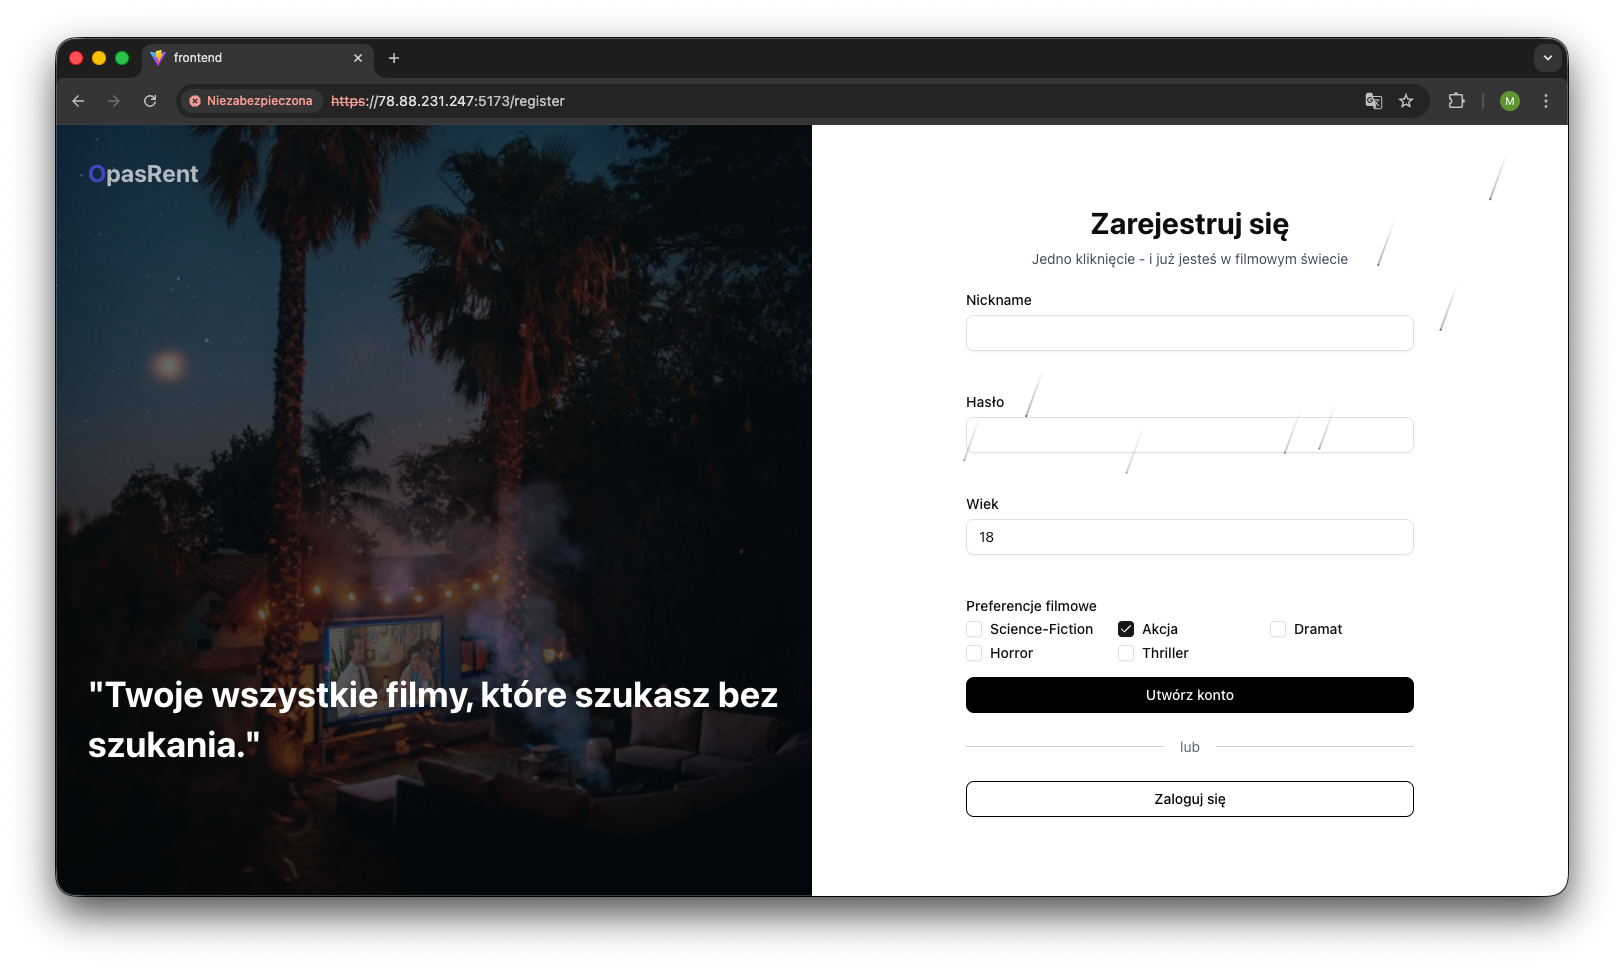 frontend
Niezabezpieczona https://78.88.231.247:5173/register
M
OpasRent
"Twoje wszystkie filmy, które szukasz bez
szukania."
Zarejestruj się
Jedno kliknięcie - i już jesteś w filmowym świecie
Nickname
Hasło
Wiek
18
Preferencje filmowe
Science-Fiction Akcja Dramat
Horror Thriller
Utwórz konto
lub
Zaloguj się